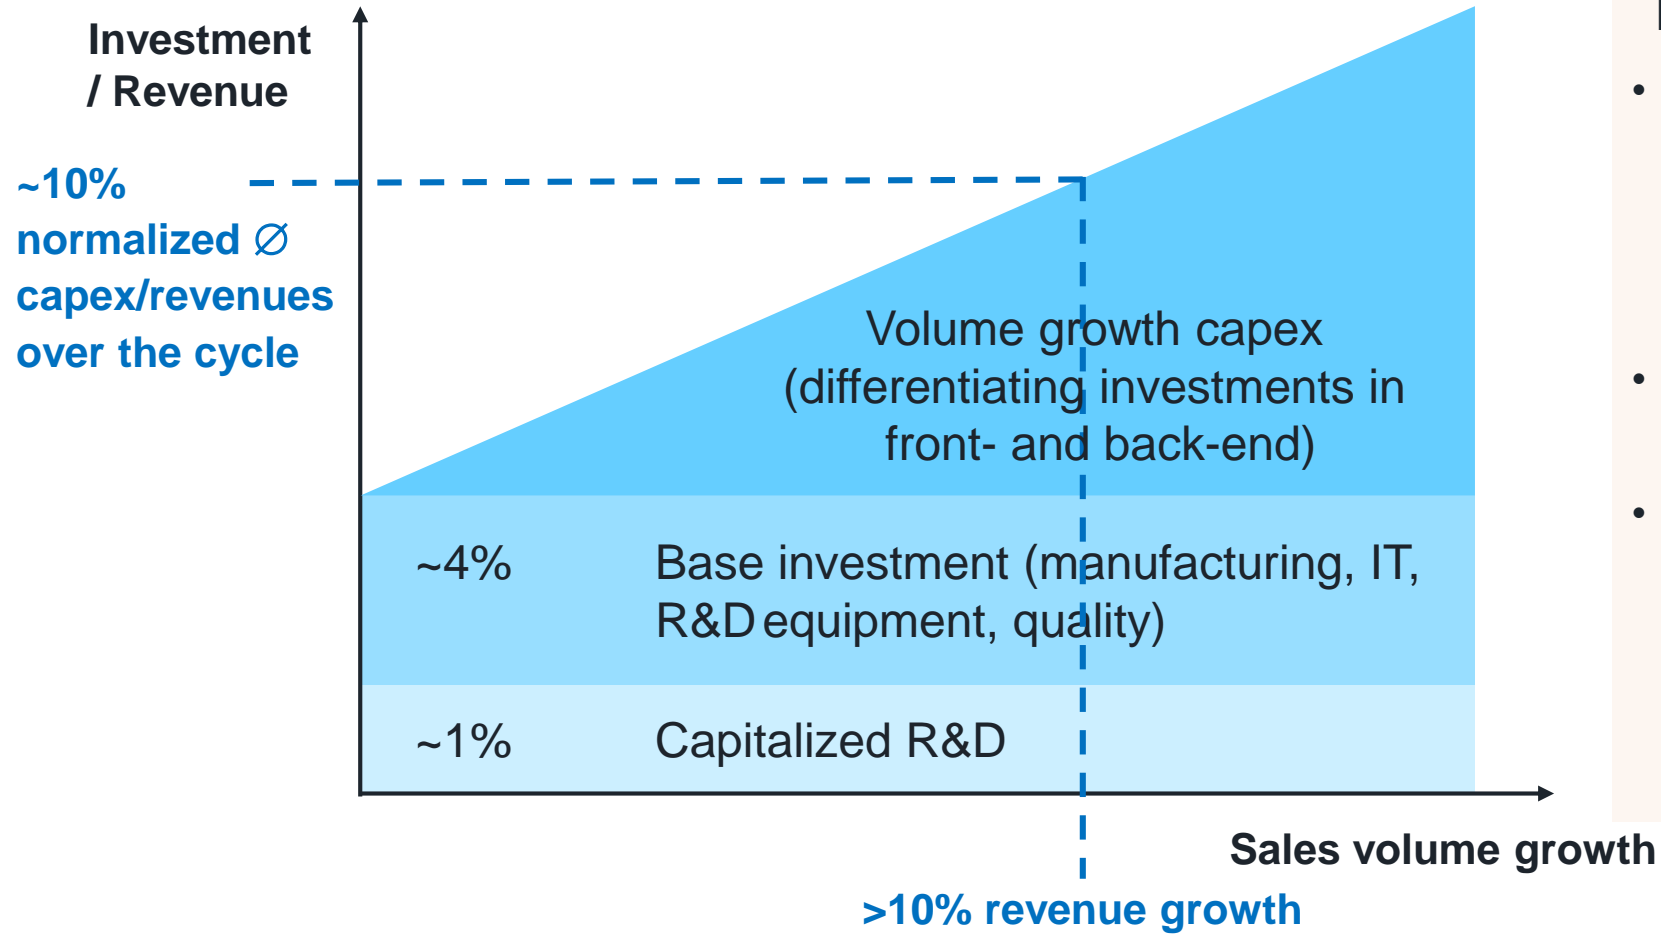 Investment
/ Revenue
~10%
normalized ∅
capex/revenues
over the cycle
Volume growth capex
(differentiating investments in
front- and back-end)
~4%
Base investment (manufacturing, IT,
R&D equipment, quality)
~1%
Capitalized R&D
Sales volume growth
>10% revenue growth